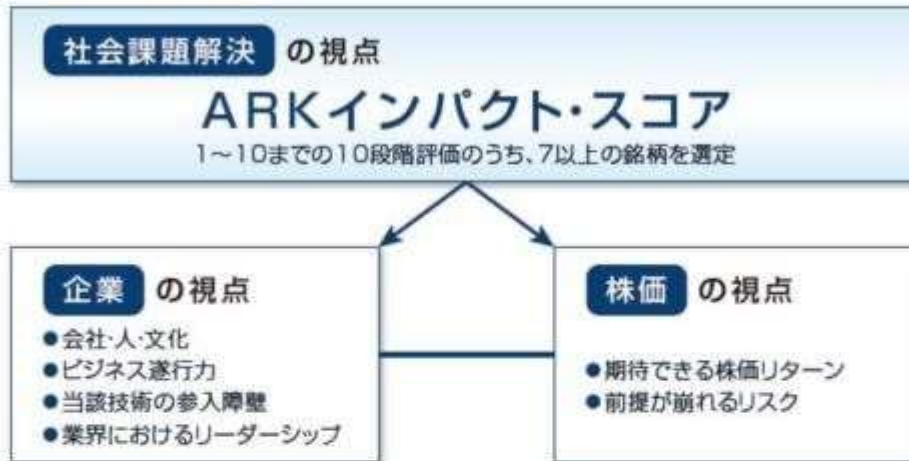 社会課題解決 の視点
ARKインパクト・スコア
1～10までの10段階評価のうち、7以上の銘柄を選定
企業 の視点
●会社・人・文化
●ビジネス遂行力
●当該技術の参入障壁
●業界におけるリーダーシップ
株価 の視点
●期待できる株価リターン
●前提が崩れるリスク